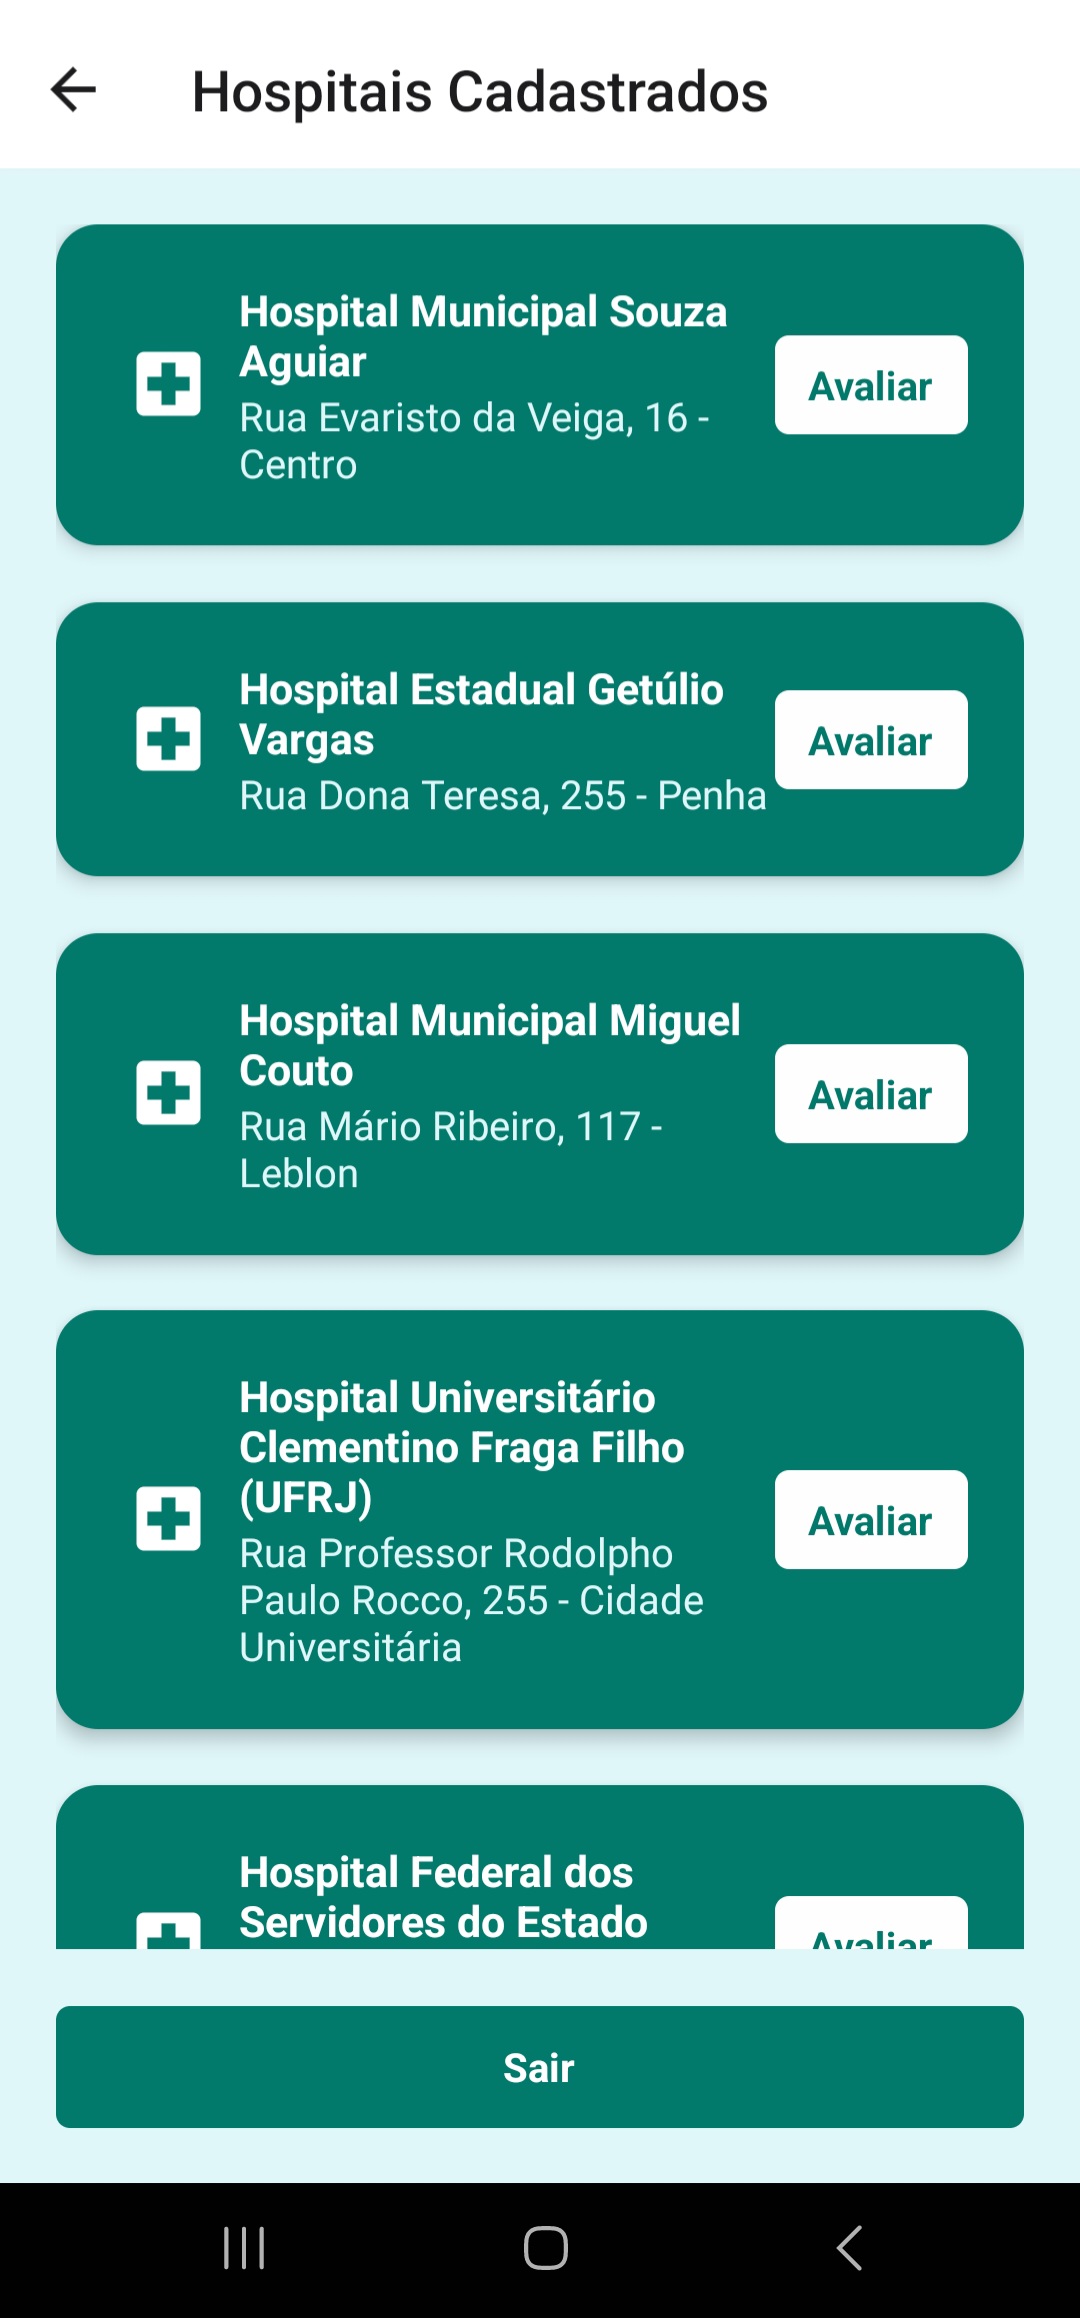 Hospitais Cadastrados
Hospital Municipal Souza
Aguiar
Rua Evaristo da Veiga, 16 -
Centro
Avaliar
Hospital Estadual Getúlio
Vargas
Rua Dona Teresa, 255 - Penha
Avaliar
Hospital Municipal Miguel
Couto
Rua Mário Ribeiro, 117 -
Leblon
Avaliar
Hospital Universitário
Clementino Fraga Filho
(UFRJ)
Rua Professor Rodolpho
Paulo Rocco, 255 - Cidade
Universitária
Avaliar
Hospital Federal dos
Servidores do Estado
Avaliar
Sair